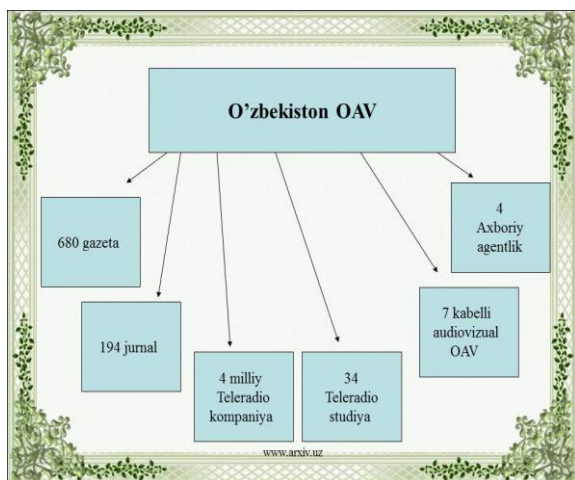 O’zbekiston OAV
680 gazeta
194 jurnal
4 milliy
Teleradio
kompaniya
34
Teleradio
studiya
7 kabelli
audiovizual
OAV
4
Axboriy
agentlik
www.arxiv.uz